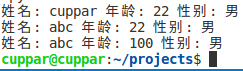 姓名: cuppar 年龄: 22 性别: 男
姓名: abc 年龄: 22 性别: 男
姓名: abc 年龄: 100 性别: 男
cuppar@cuppar:~/projects$